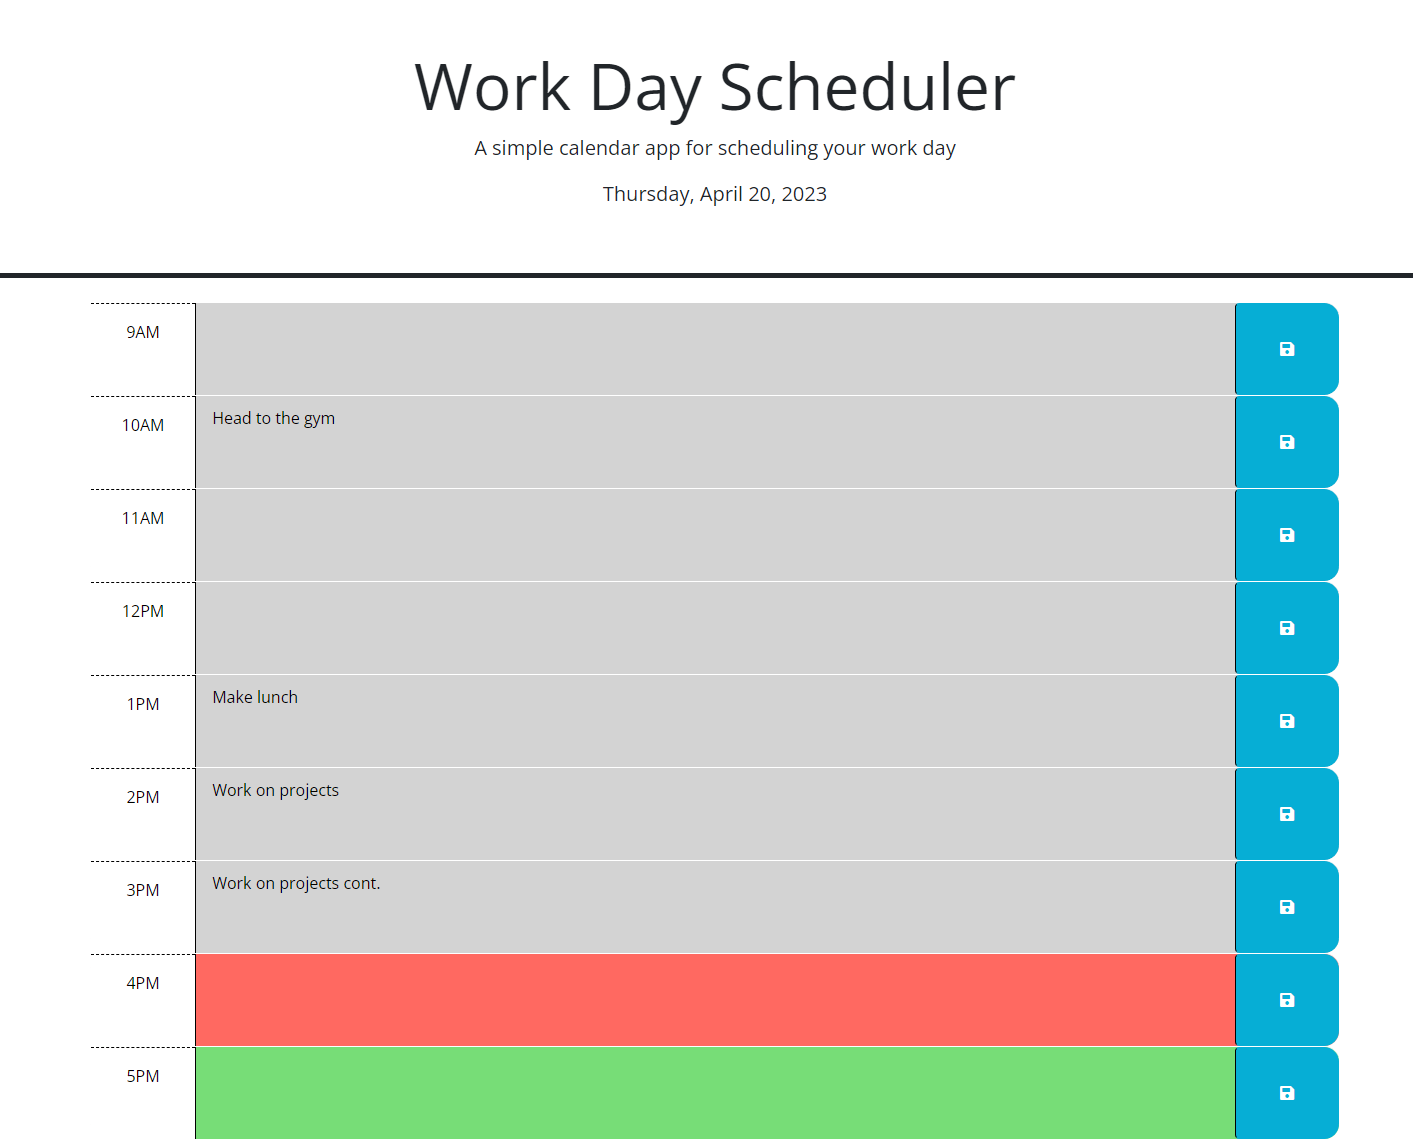 Work Day Scheduler
A simple calendar app for scheduling your work day
Thursday, April 20, 2023
9AM
10AM Head to the gym
11AM
12PM
1PM Make lunch
2PM Work on projects
3PM Work on projects cont.
4PM
5PM